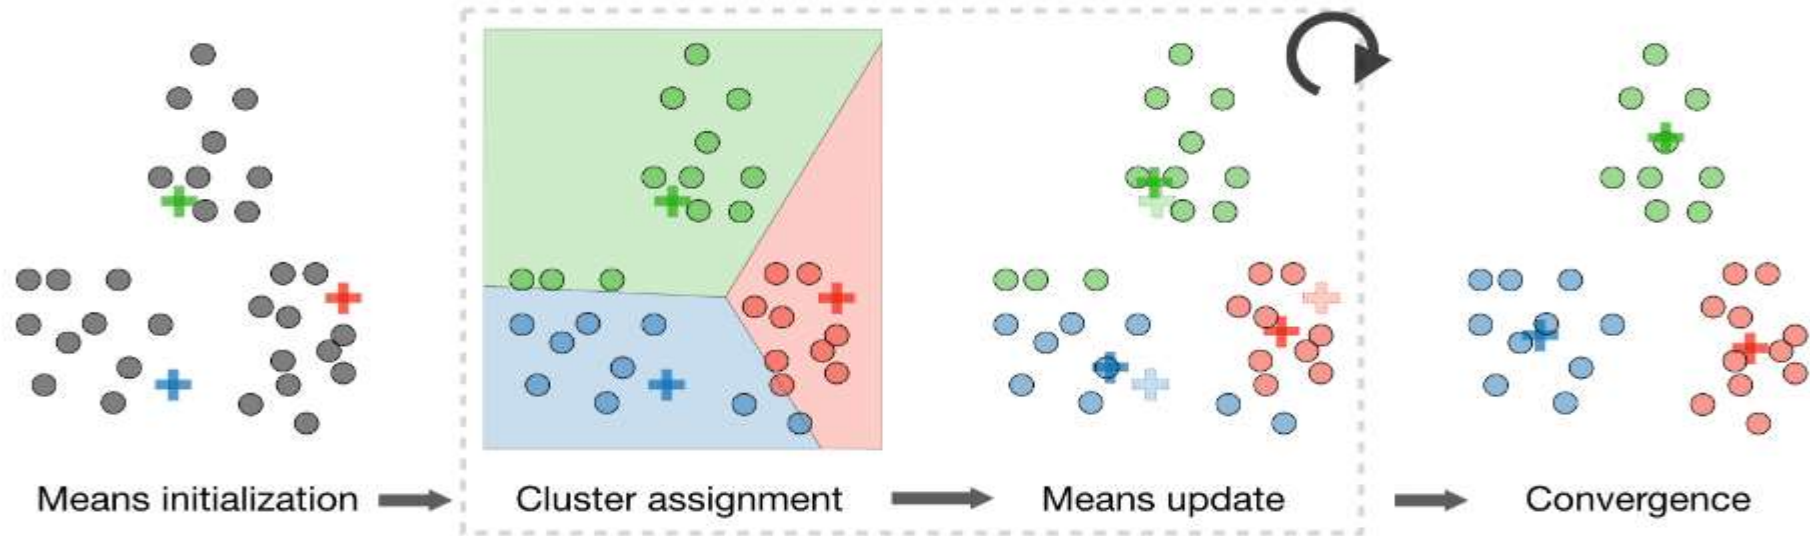 Means initialization
Cluster assignment
Means update
Convergence